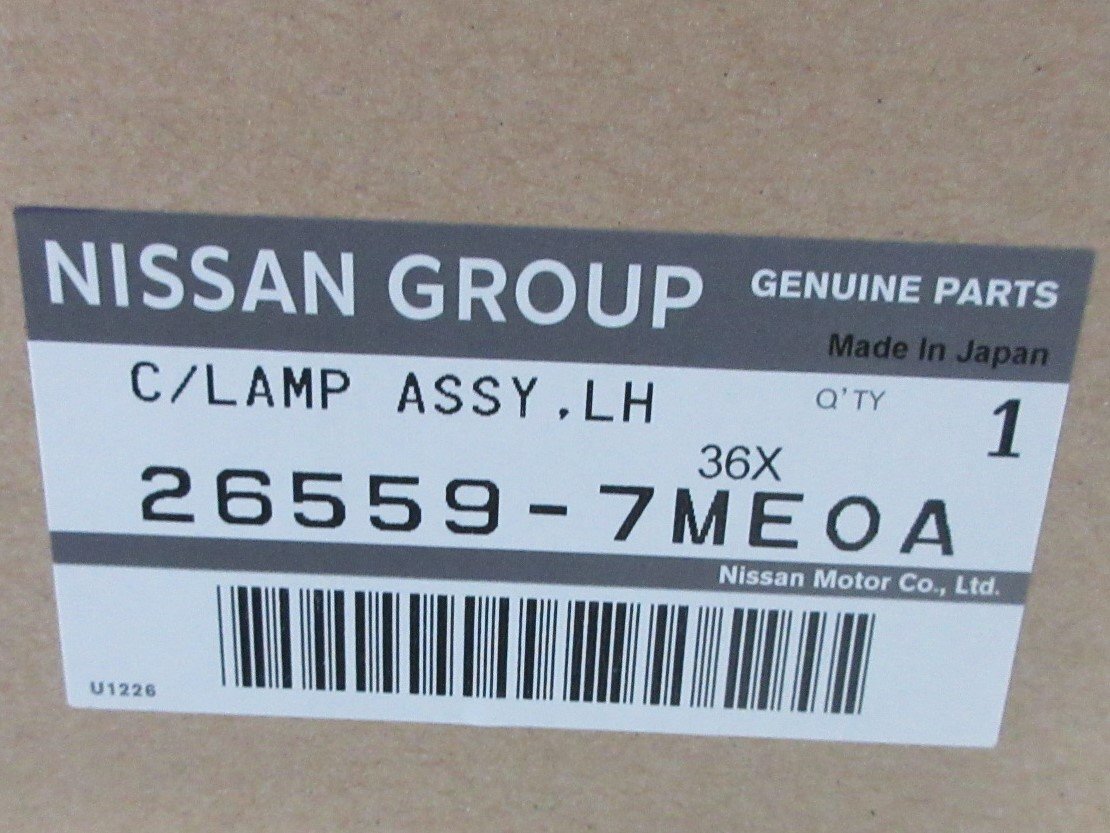 NISSAN GROUP GENUINE PARTS
Made In Japan
C/LAMP ASSY,LH Q'TY 1
36X
26559-7ME0A
Nissan Motor Co., Ltd.
U1226